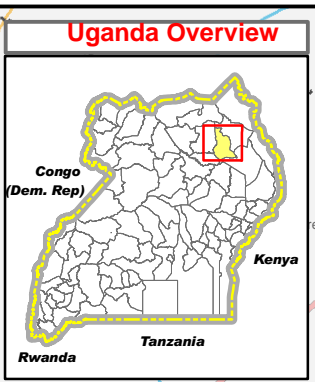 Uganda Overview
Congo
(Dem. Rep)
Kenya
Tanzania
Rwanda